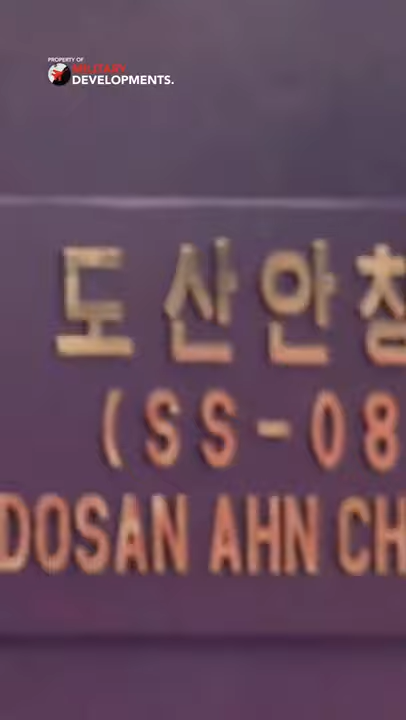 PROPERTY OF
MILITARY
DEVELOPMENTS.
도산안창
(SS-08
DOSAN AHN CH